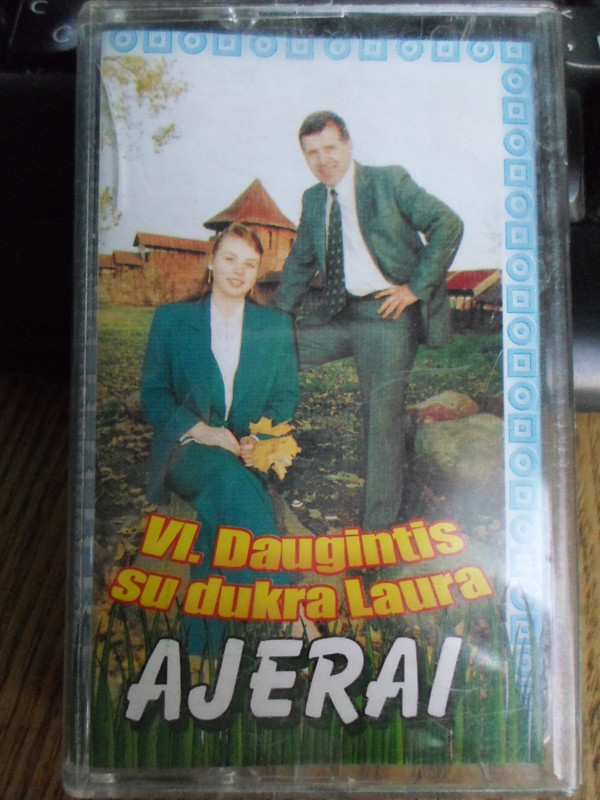 Vl. Daugintis
su dukra Laura
AJERAI